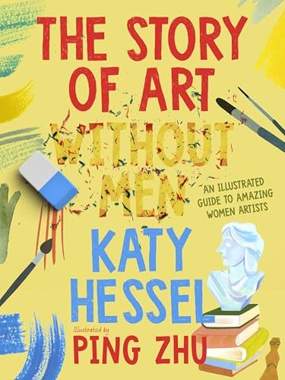 THE STORY
OF ART
WITHOUT
MEN
AN ILLUSTRATED
GUIDE TO AMAZING
WOMEN ARTISTS
KATY
HESSEL
Illustrated by
PING ZHU